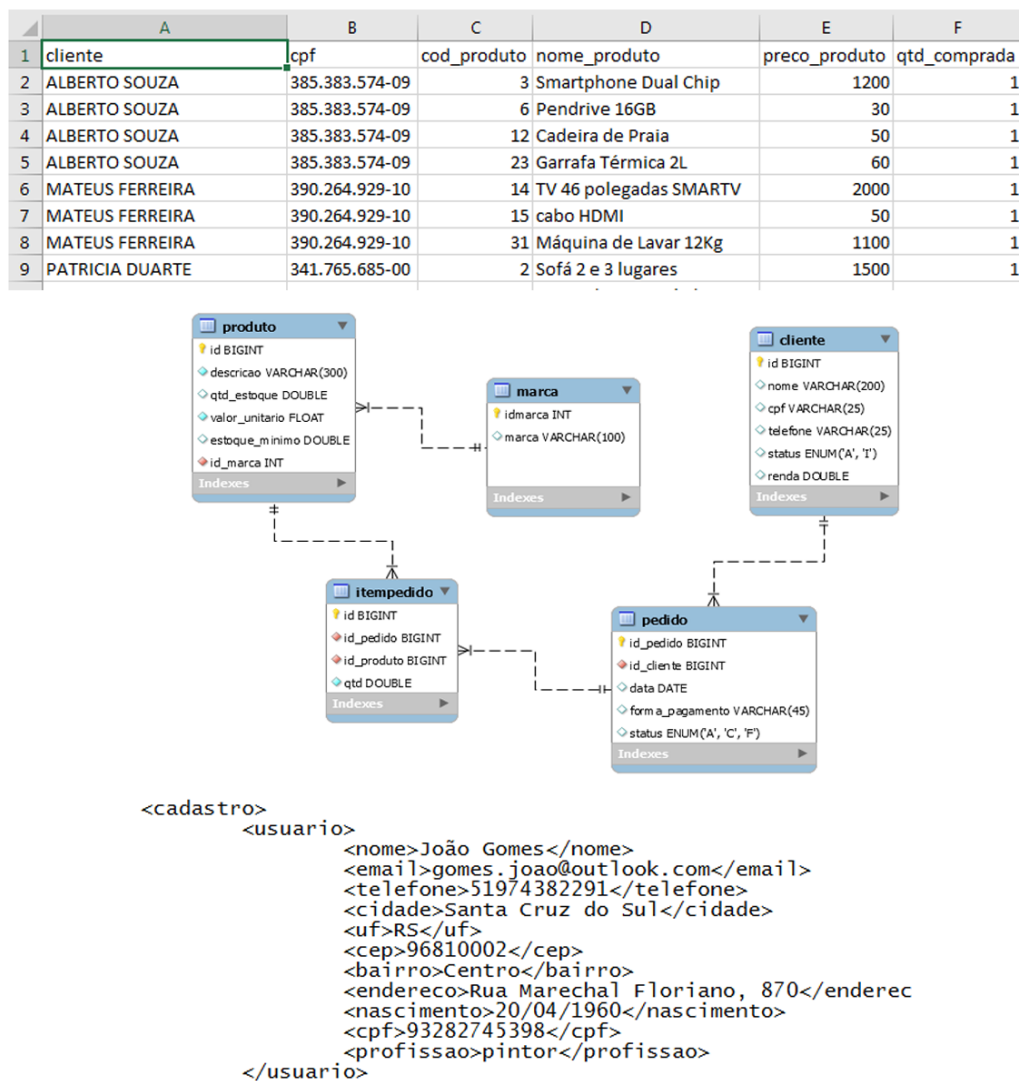 A B C D E F
1 cliente cpf cod_produto nome_produto preco_produto qtd_comprada
2 ALBERTO SOUZA 385.383.574-09 3 Smartphone Dual Chip 1200 1
3 ALBERTO SOUZA 385.383.574-09 6 Pendrive 16GB 30 1
4 ALBERTO SOUZA 385.383.574-09 12 Cadeira de Praia 50 1
5 ALBERTO SOUZA 385.383.574-09 23 Garrafa Térmica 2L 60 1
6 MATEUS FERREIRA 390.264.929-10 14 TV 46 polegadas SMARTV 2000 1
7 MATEUS FERREIRA 390.264.929-10 15 cabo HDMI 50 1
8 MATEUS FERREIRA 390.264.929-10 31 Máquina de Lavar 12Kg 1100 1
9 PATRICIA DUARTE 341.765.685-00 2 Sofá 2 e 3 lugares 1500 1
produto
id BIGINT
descricao VARCHAR(300)
qtd_estoque DOUBLE
valor_unitario FLOAT
estoque_minimo DOUBLE
id_marca INT
Indexes
marca
idmarca INT
marca VARCHAR(100)
Indexes
cliente
id BIGINT
nome VARCHAR(200)
cpf VARCHAR(25)
telefone VARCHAR(25)
status ENUM('A', 'I')
renda DOUBLE
Indexes
itempedido
id BIGINT
id_pedido BIGINT
id_produto BIGINT
qtd DOUBLE
Indexes
pedido
id_pedido BIGINT
id_cliente BIGINT
data DATE
forma_pagamento VARCHAR(45)
status ENUM('A', 'C', 'F')
Indexes
<cadastro>
<usuario>
<nome>João Gomes</nome>
<email>gomes.joao@outlook.com</email>
<telefone>51974382291</telefone>
<cidade>Santa Cruz do Sul</cidade>
<uf>RS</uf>
<cep>96810002</cep>
<bairro>Centro</bairro>
<endereco>Rua Marechal Floriano, 870</enderec
<nascimento>20/04/1960</nascimento>
<cpf>93282745398</cpf>
<profissao>pintor</profissao>
</usuario>